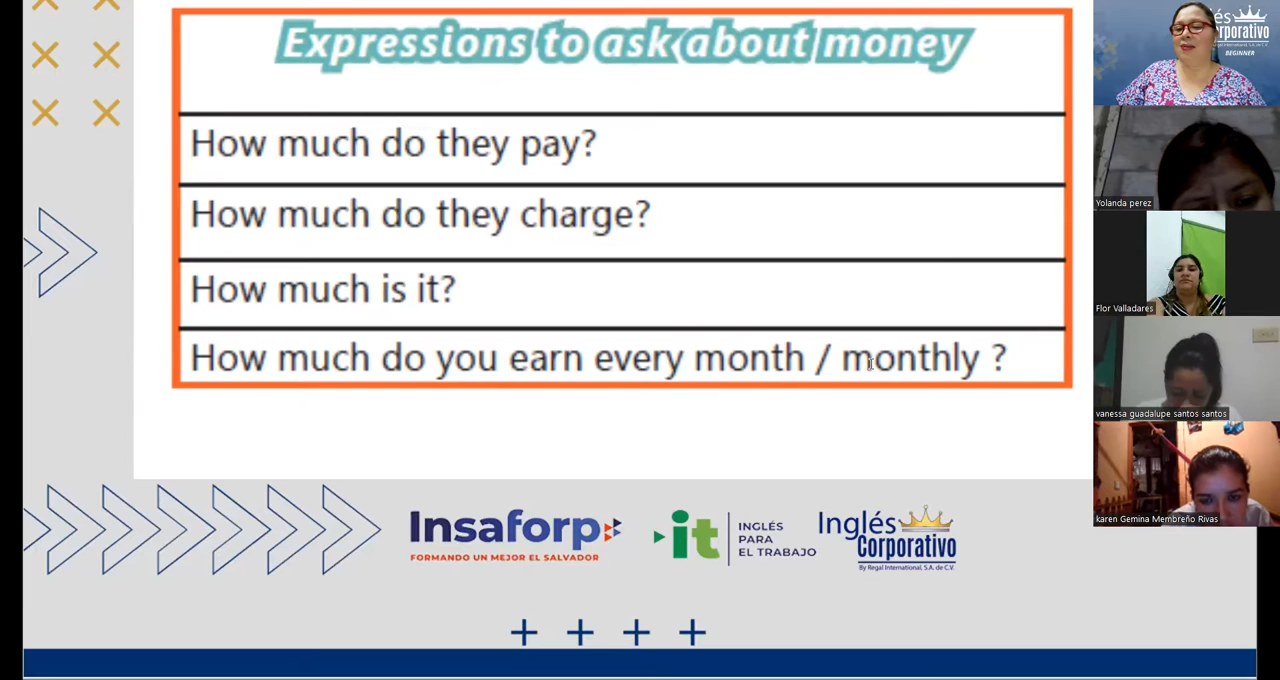 Expressions to ask about money
How much do they pay?
How much do they charge?
How much is it?
How much do you earn every month / monthly ?
Insaforp
FORMANDO UN MEJOR EL SALVADOR
it
INGLÉS
PARA
EL TRABAJO
Inglés
Corporativo
By Regal International, S.A. de C.V.
BEGINNER
Yolanda perez
Flor Valladares
vanessa guadalupe santos santos
karen Gemina Membreño Rivas